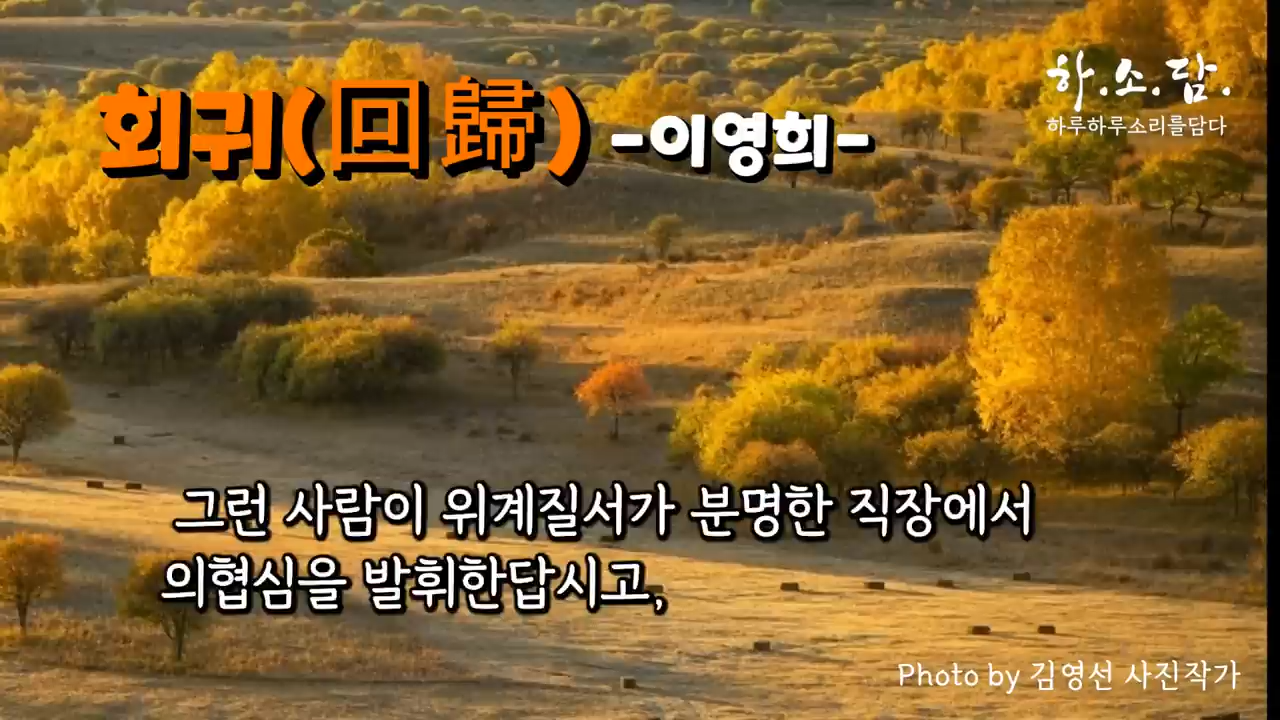 회귀(回歸) -이영희-
하.소.담.
하루하루소리를담다
그런 사람이 위계질서가 분명한 직장에서
의협심을 발휘한답시고,
Photo by 김영선 사진작가